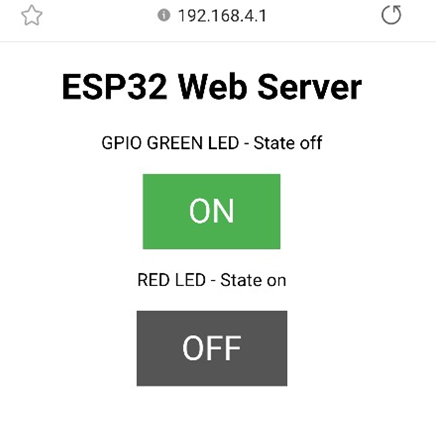 192.168.4.1
ESP32 Web Server
GPIO GREEN LED - State off
ON
RED LED - State on
OFF